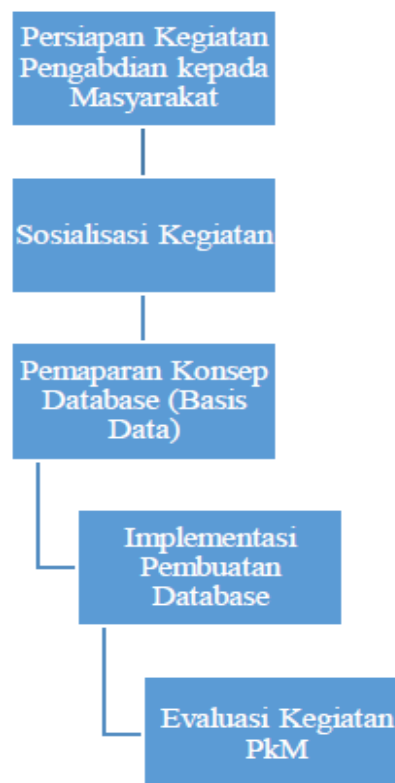 Persiapan Kegiatan
Pengabdian kepada
Masyarakat
Sosialisasi Kegiatan
Pemaparan Konsep
Database (Basis
Data)
Implementasi
Pembuatan
Database
Evaluasi Kegiatan
PkM